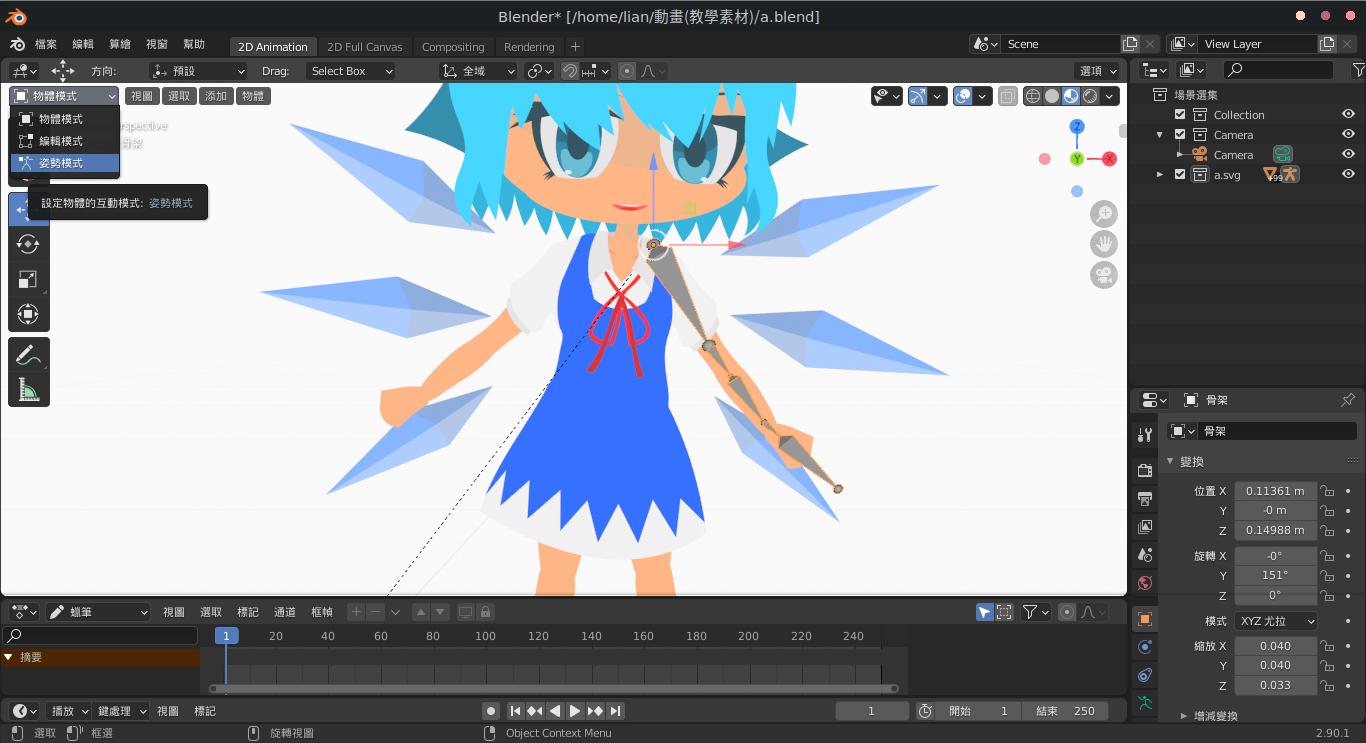 Blender* [/home/lian/動畫(教學素材)/a.blend]
檔案 編輯 算繪 視窗 幫助 2D Animation 2D Full Canvas Compositing Rendering + Scene View Layer
方向: 預設 Drag: Select Box 全域 選項
物體模式 視圖 選取 添加 物體
物體模式
編輯模式
姿勢模式
rspective
骨架
設定物體的互動模式: 姿勢模式
Z
Y
X
場景選集
Collection
Camera
Camera
a.svg
+99
骨架
骨架
變換
位置 X 0.11361 m
Y -0 m
Z 0.14988 m
旋轉 X -0°
Y 151°
Z 0°
模式 XYZ 尤拉
縮放 X 0.040
Y 0.040
Z 0.033
增減變換
蠟筆 視圖 選取 標記 通道 框幀
1 20 40 60 80 100 120 140 160 180 200 220 240
摘要
播放 鍵處理 視圖 標記 1 開始 1 結束 250
選取 框選 旋轉視圖 Object Context Menu 2.90.1